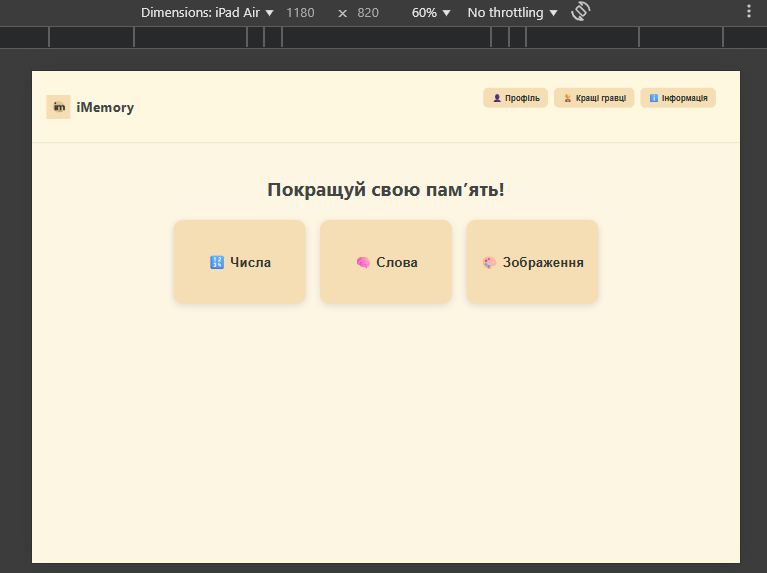 Dimensions: iPad Air ▼ 1180 × 820 60% ▼ No throttling ▼
im iMemory
Профіль Кращі гравці Інформація
Покращуй свою пам’ять!
🔢 Числа 🧠 Слова 🎨 Зображення